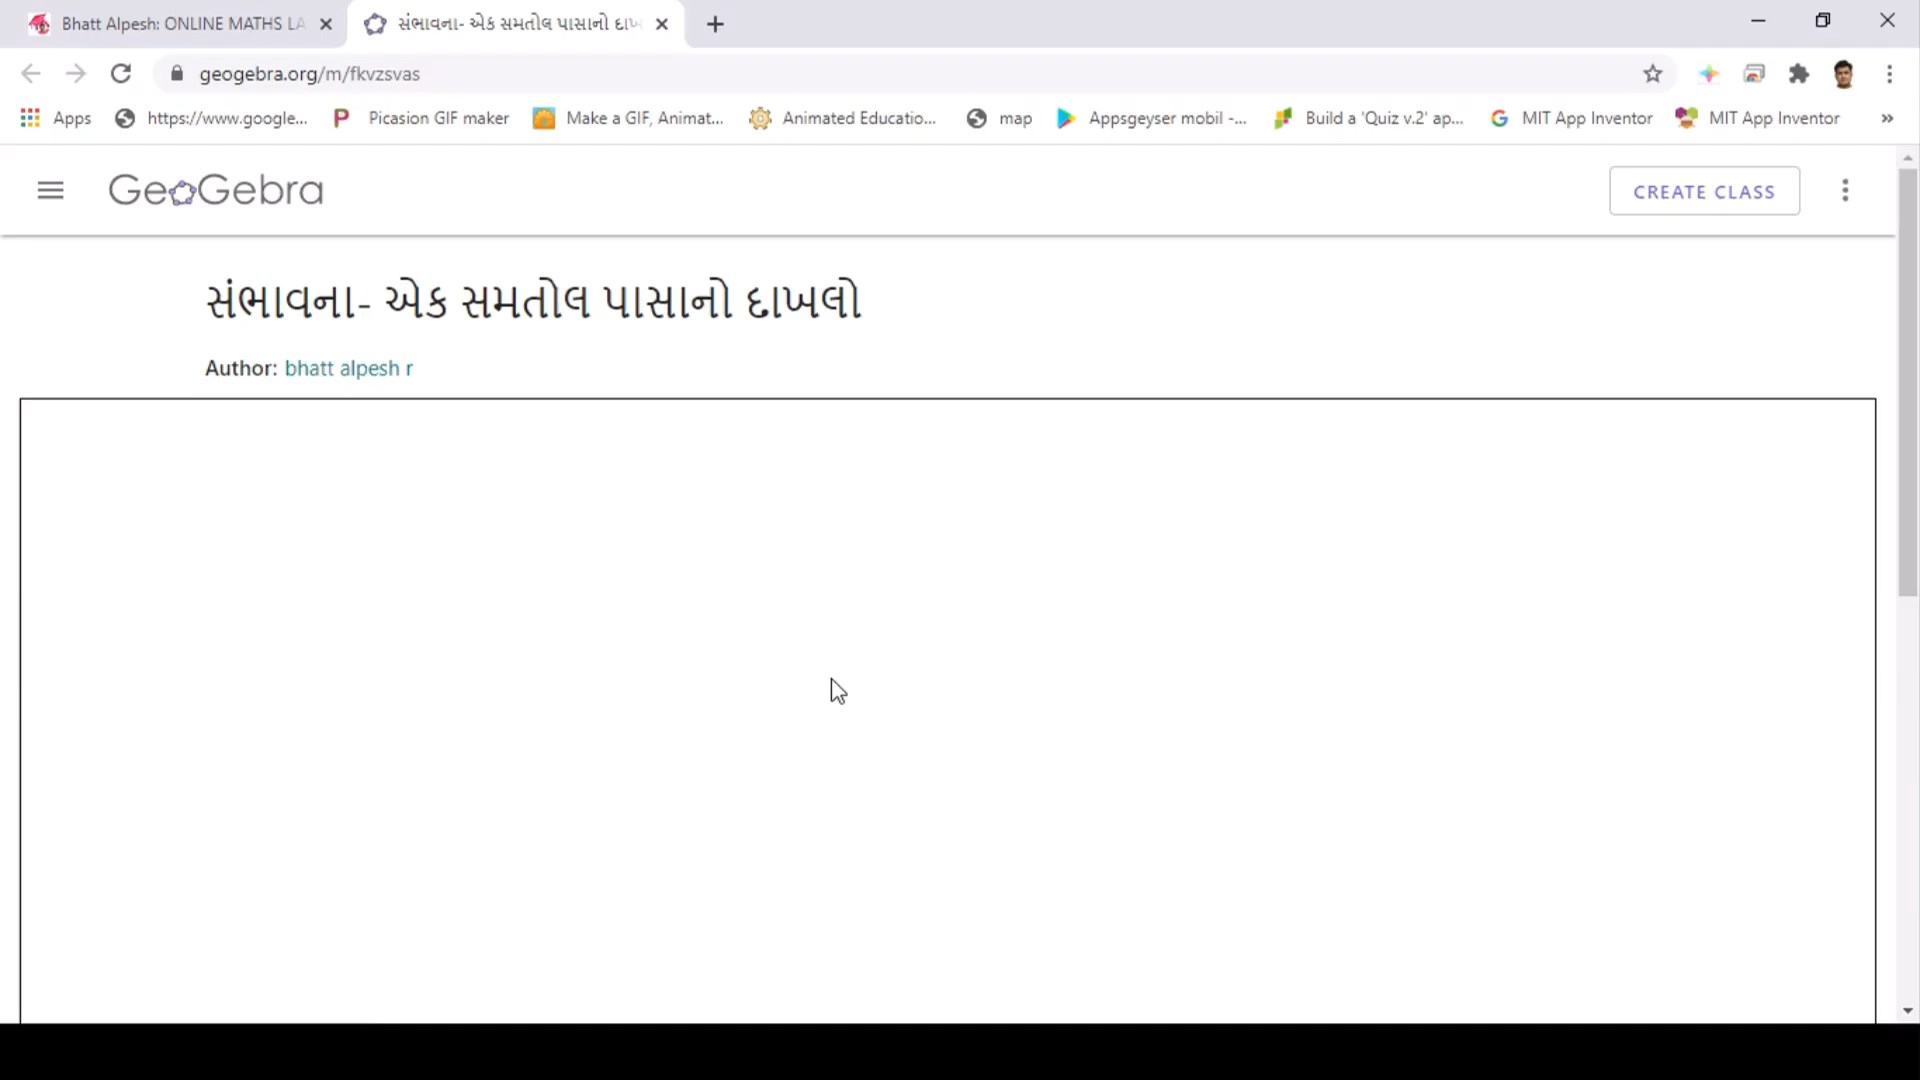 Bhatt Alpesh: ONLINE MATHS LA
સંભાવના- એક સમતોલ પાસાનો દાખ
geogebra.org/m/fkvzsvas
Apps https://www.google... Picasion GIF maker Make a GIF, Animat... Animated Educatio... map Appsgeyser mobil -... Build a 'Quiz v.2' ap... MIT App Inventor MIT App Inventor »
GeoGebra CREATE CLASS
સંભાવના- એક સમતોલ પાસાનો દાખલો
Author: bhatt alpesh r